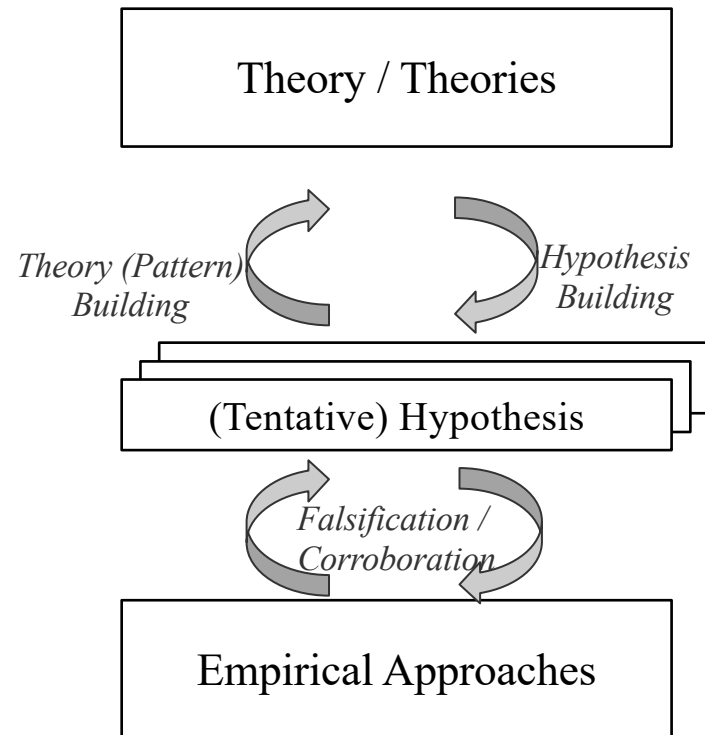 Theory / Theories
Theory (Pattern)
Building
Hypothesis
Building
(Tentative) Hypothesis
Falsification /
Corroboration
Empirical Approaches